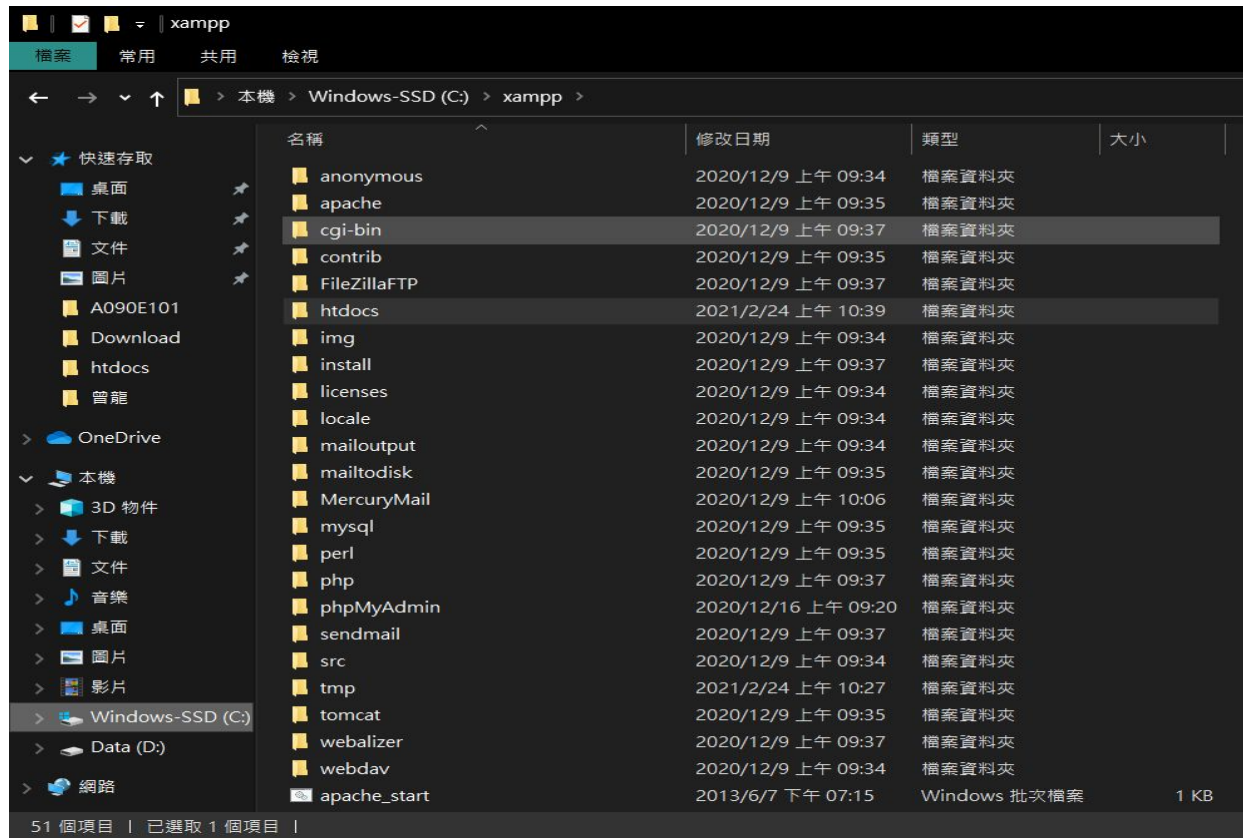 xampp
檔案 常用 共用 檢視
本機 > Windows-SSD (C:) > xampp >
快速存取
桌面
下載
文件
圖片
A090E101
Download
htdocs
曾龍
OneDrive
本機
3D 物件
下載
文件
音樂
桌面
圖片
影片
Windows-SSD (C:)
Data (D:)
網路
名稱 修改日期 類型 大小
anonymous 2020/12/9 上午 09:34 檔案資料夾
apache 2020/12/9 上午 09:35 檔案資料夾
cgi-bin 2020/12/9 上午 09:37 檔案資料夾
contrib 2020/12/9 上午 09:35 檔案資料夾
FileZillaFTP 2020/12/9 上午 09:37 檔案資料夾
htdocs 2021/2/24 上午 10:39 檔案資料夾
img 2020/12/9 上午 09:34 檔案資料夾
install 2020/12/9 上午 09:37 檔案資料夾
licenses 2020/12/9 上午 09:34 檔案資料夾
locale 2020/12/9 上午 09:34 檔案資料夾
mailoutput 2020/12/9 上午 09:34 檔案資料夾
mailtodisk 2020/12/9 上午 09:35 檔案資料夾
MercuryMail 2020/12/9 上午 10:06 檔案資料夾
mysql 2020/12/9 上午 09:35 檔案資料夾
perl 2020/12/9 上午 09:35 檔案資料夾
php 2020/12/9 上午 09:37 檔案資料夾
phpMyAdmin 2020/12/16 上午 09:20 檔案資料夾
sendmail 2020/12/9 上午 09:37 檔案資料夾
src 2020/12/9 上午 09:34 檔案資料夾
tmp 2021/2/24 上午 10:27 檔案資料夾
tomcat 2020/12/9 上午 09:35 檔案資料夾
webalizer 2020/12/9 上午 09:37 檔案資料夾
webdav 2020/12/9 上午 09:34 檔案資料夾
apache_start 2013/6/7 下午 07:15 Windows 批次檔案 1 KB
51 個項目 | 已選取 1 個項目 |